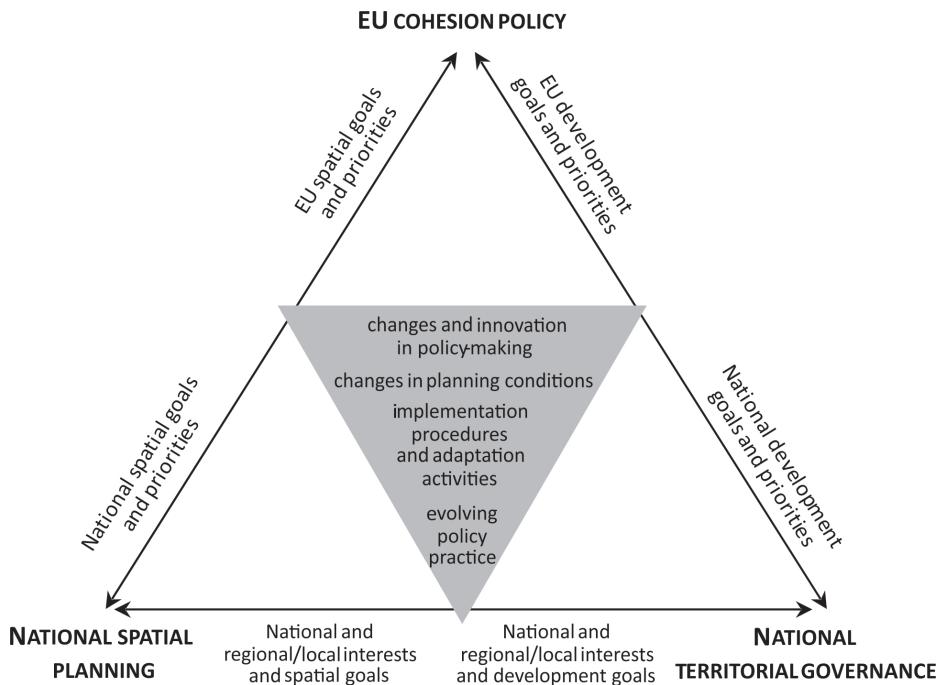 EU COHESION POLICY
EU spatial goals
and priorities
EU development
goals and priorities
changes and innovation
in policy-making
changes in planning conditions
implementation
procedures
and adaptation
activities
evolving
policy
practice
National spatial goals
and priorities
National development
goals and priorities
NATIONAL SPATIAL
PLANNING
National and
regional/local interests
and spatial goals
National and
regional/local interests
and development goals
NATIONAL
TERRITORIAL GOVERNANCE